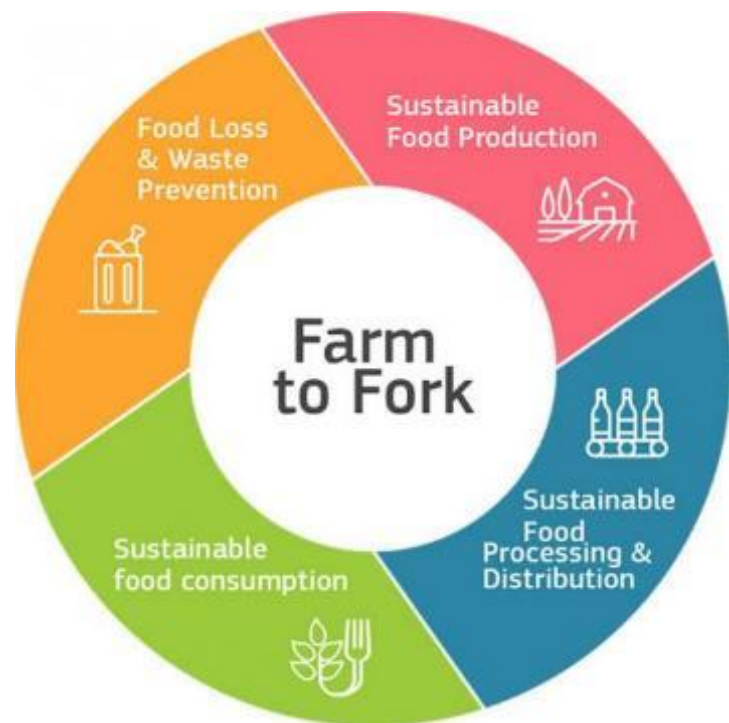 Food Loss
& Waste
Prevention
Sustainable
Food Production
Farm
to Fork
Sustainable
Food
Processing &
Distribution
Sustainable
food consumption